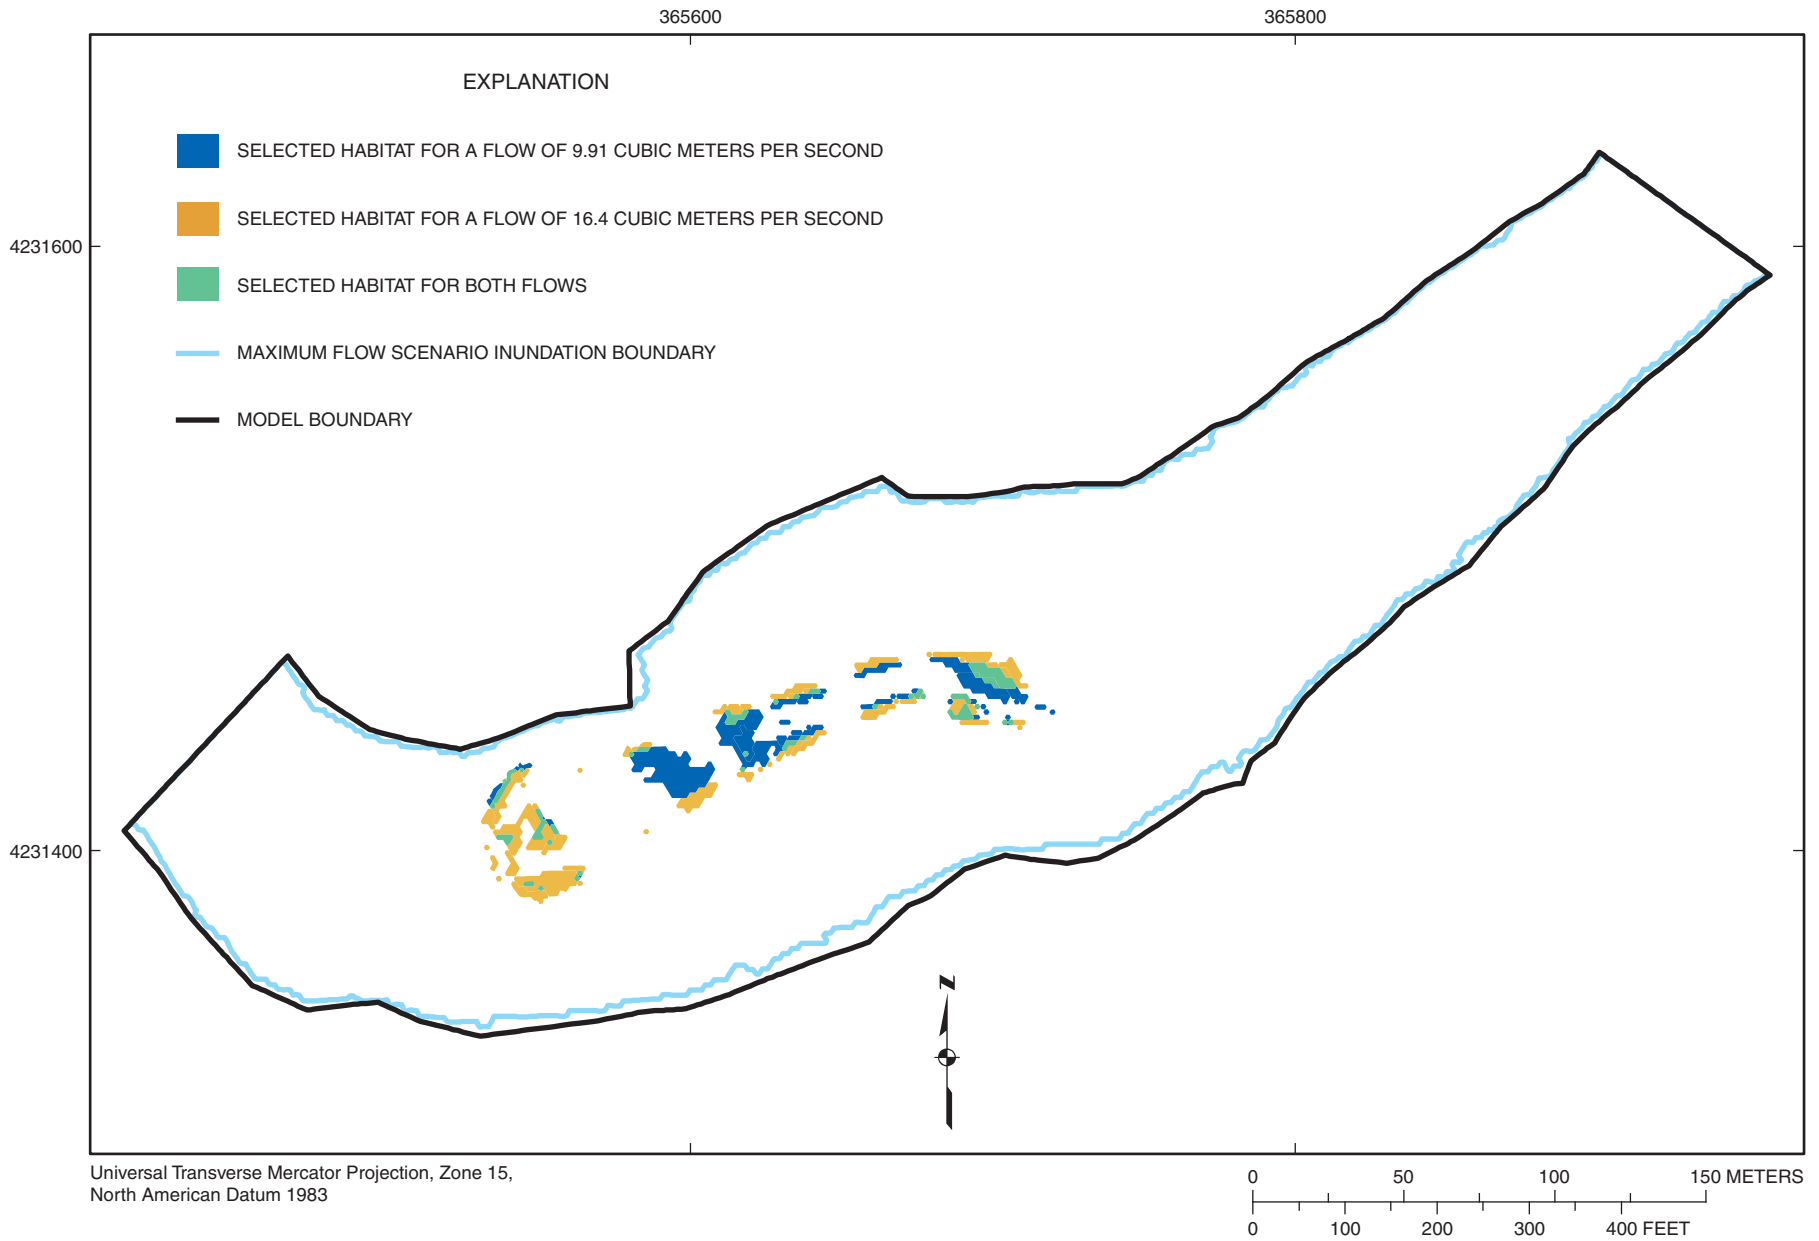 365600 365800
EXPLANATION
SELECTED HABITAT FOR A FLOW OF 9.91 CUBIC METERS PER SECOND
SELECTED HABITAT FOR A FLOW OF 16.4 CUBIC METERS PER SECOND
4231600
SELECTED HABITAT FOR BOTH FLOWS
MAXIMUM FLOW SCENARIO INUNDATION BOUNDARY
MODEL BOUNDARY
4231400
N
Universal Transverse Mercator Projection, Zone 15,
North American Datum 1983
0 50 100 150 METERS
0 100 200 300 400 FEET